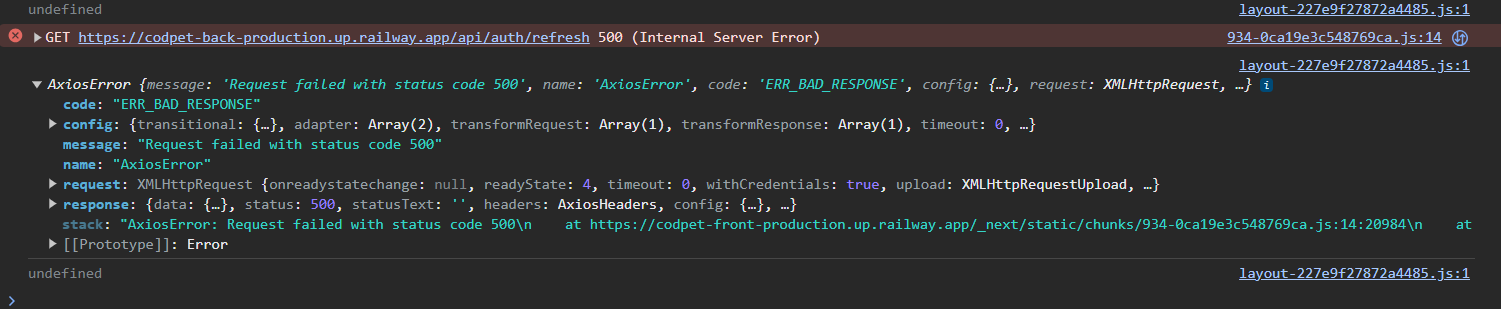 undefined layout-227e9f27872a4485.js:1
GET https://codpet-back-production.up.railway.app/api/auth/refresh 500 (Internal Server Error) 934-0ca19e3c548769ca.js:14
layout-227e9f27872a4485.js:1
AxiosError {message: 'Request failed with status code 500', name: 'AxiosError', code: 'ERR_BAD_RESPONSE', config: {…}, request: XMLHttpRequest, …} i
code: "ERR_BAD_RESPONSE"
config: {transitional: {…}, adapter: Array(2), transformRequest: Array(1), transformResponse: Array(1), timeout: 0, …}
message: "Request failed with status code 500"
name: "AxiosError"
request: XMLHttpRequest {onreadystatechange: null, readyState: 4, timeout: 0, withCredentials: true, upload: XMLHttpRequestUpload, …}
response: {data: {…}, status: 500, statusText: '', headers: AxiosHeaders, config: {…}, …}
stack: "AxiosError: Request failed with status code 500\n    at https://codpet-front-production.up.railway.app/_next/static/chunks/934-0ca19e3c548769ca.js:14:20984\n    at
[[Prototype]]: Error
undefined layout-227e9f27872a4485.js:1